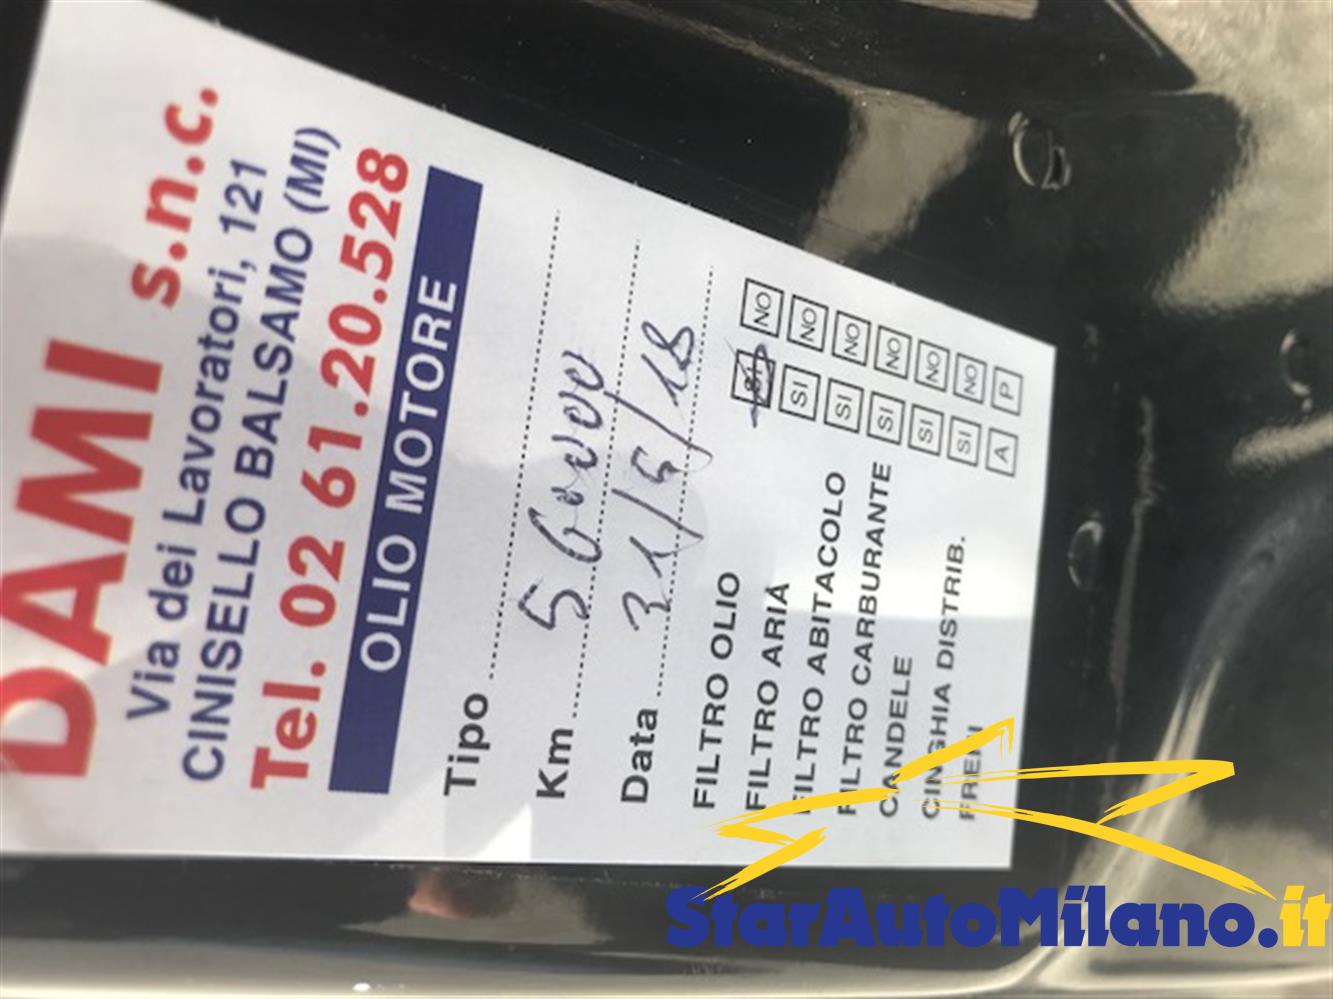 DAMI s.n.c.
Via dei Lavoratori, 121
CINISELLO BALSAMO (MI)
Tel. 02 61.20.528
OLIO MOTORE
Tipo
Km 56000
Data 31/5/18
FILTRO OLIO SI NO
FILTRO ARIA SI NO
FILTRO ABITACOLO SI NO
FILTRO CARBURANTE SI NO
CANDELE SI NO
CINGHIA DISTRIB. SI NO
FRENI A P
StarAutoMilano.it